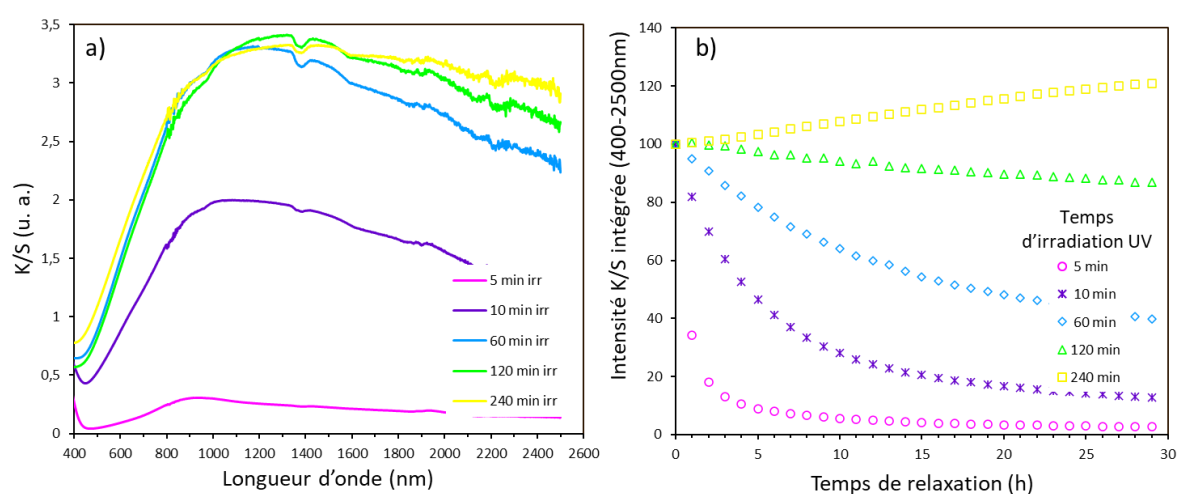 a)
3,5
3
2,5
2
1,5
1
0,5
0
K/S (u. a.)
400 600 800 1000 1200 1400 1600 1800 2000 2200 2400 2600
Longueur d'onde (nm)
5 min irr
10 min irr
60 min irr
120 min irr
240 min irr
b)
140
120
100
80
60
40
20
0
Intensité K/S intégrée (400-2500nm)
0 5 10 15 20 25 30
Temps de relaxation (h)
Temps
d'irradiation UV
5 min
10 min
60 min
120 min
240 min